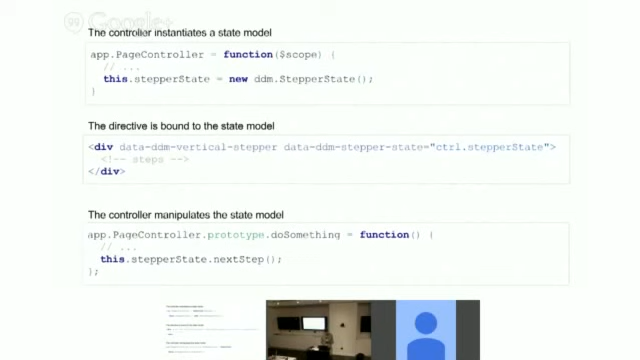 Google+
The controller instantiates a state model
app.PageController = function($scope) {
// ...
this.stepperState = new ddm.StepperState();
}
The directive is bound to the state model
<div data-ddm-vertical-stepper data-ddm-stepper-state="ctrl.stepperState">
<!-- steps -->
</div>
The controller manipulates the state model
app.PageController.prototype.doSomething = function() {
// ...
this.stepperState.nextStep();
};